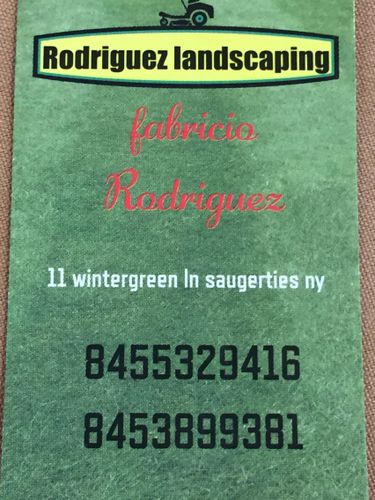 Rodriguez landscaping
fabricio
Rodriguez
11 wintergreen ln saugerties ny
8455329416
8453899381